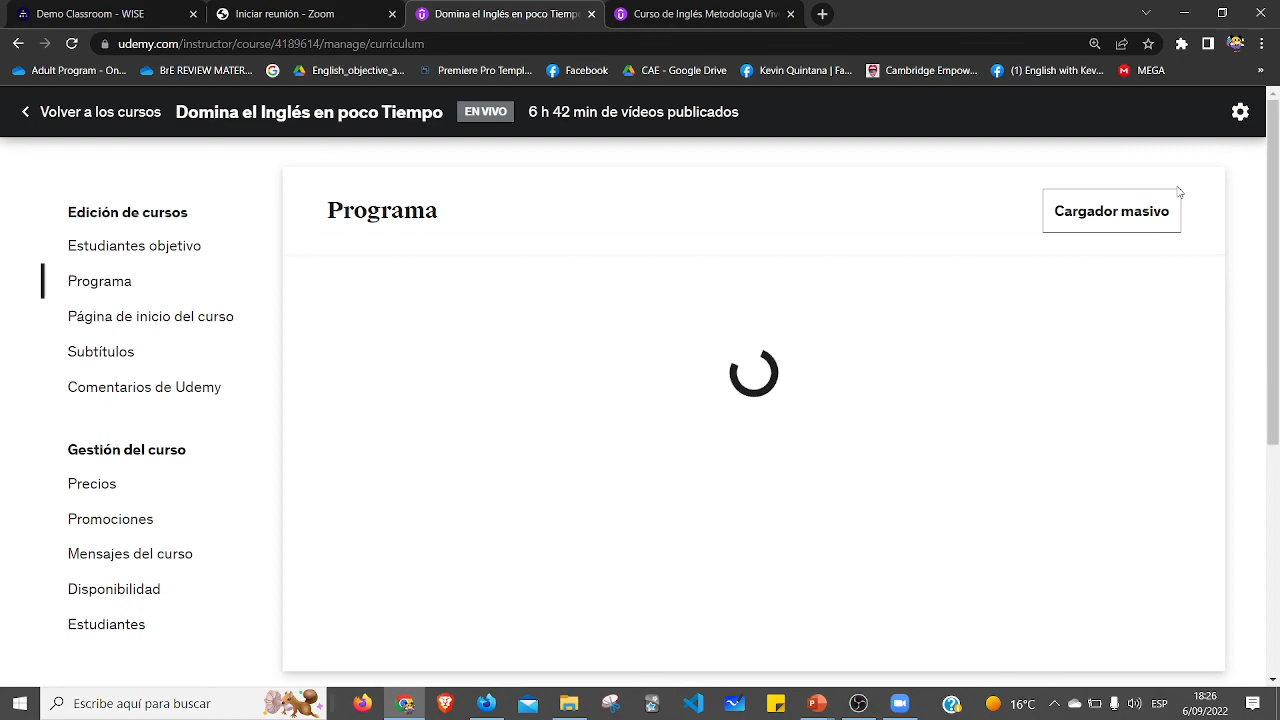 Demo Classroom - WISE
Iniciar reunión - Zoom
Domina el Inglés en poco Tiempo
Curso de Inglés Metodología Viv
udemy.com/instructor/course/4189614/manage/curriculum
Adult Program - On...
BrE REVIEW MATER...
English_objective_a...
Premiere Pro Templ...
Facebook
CAE - Google Drive
Kevin Quintana | Fa...
Cambridge Empow...
(1) English with Kev...
MEGA
»
Volver a los cursos
Domina el Inglés en poco Tiempo
EN VIVO
6 h 42 min de vídeos publicados
Edición de cursos
Estudiantes objetivo
Programa
Página de inicio del curso
Subtítulos
Comentarios de Udemy
Gestión del curso
Precios
Promociones
Mensajes del curso
Disponibilidad
Estudiantes
Programa
Cargador masivo
Escribe aquí para buscar
16°C
ESP
18:26
6/09/2022